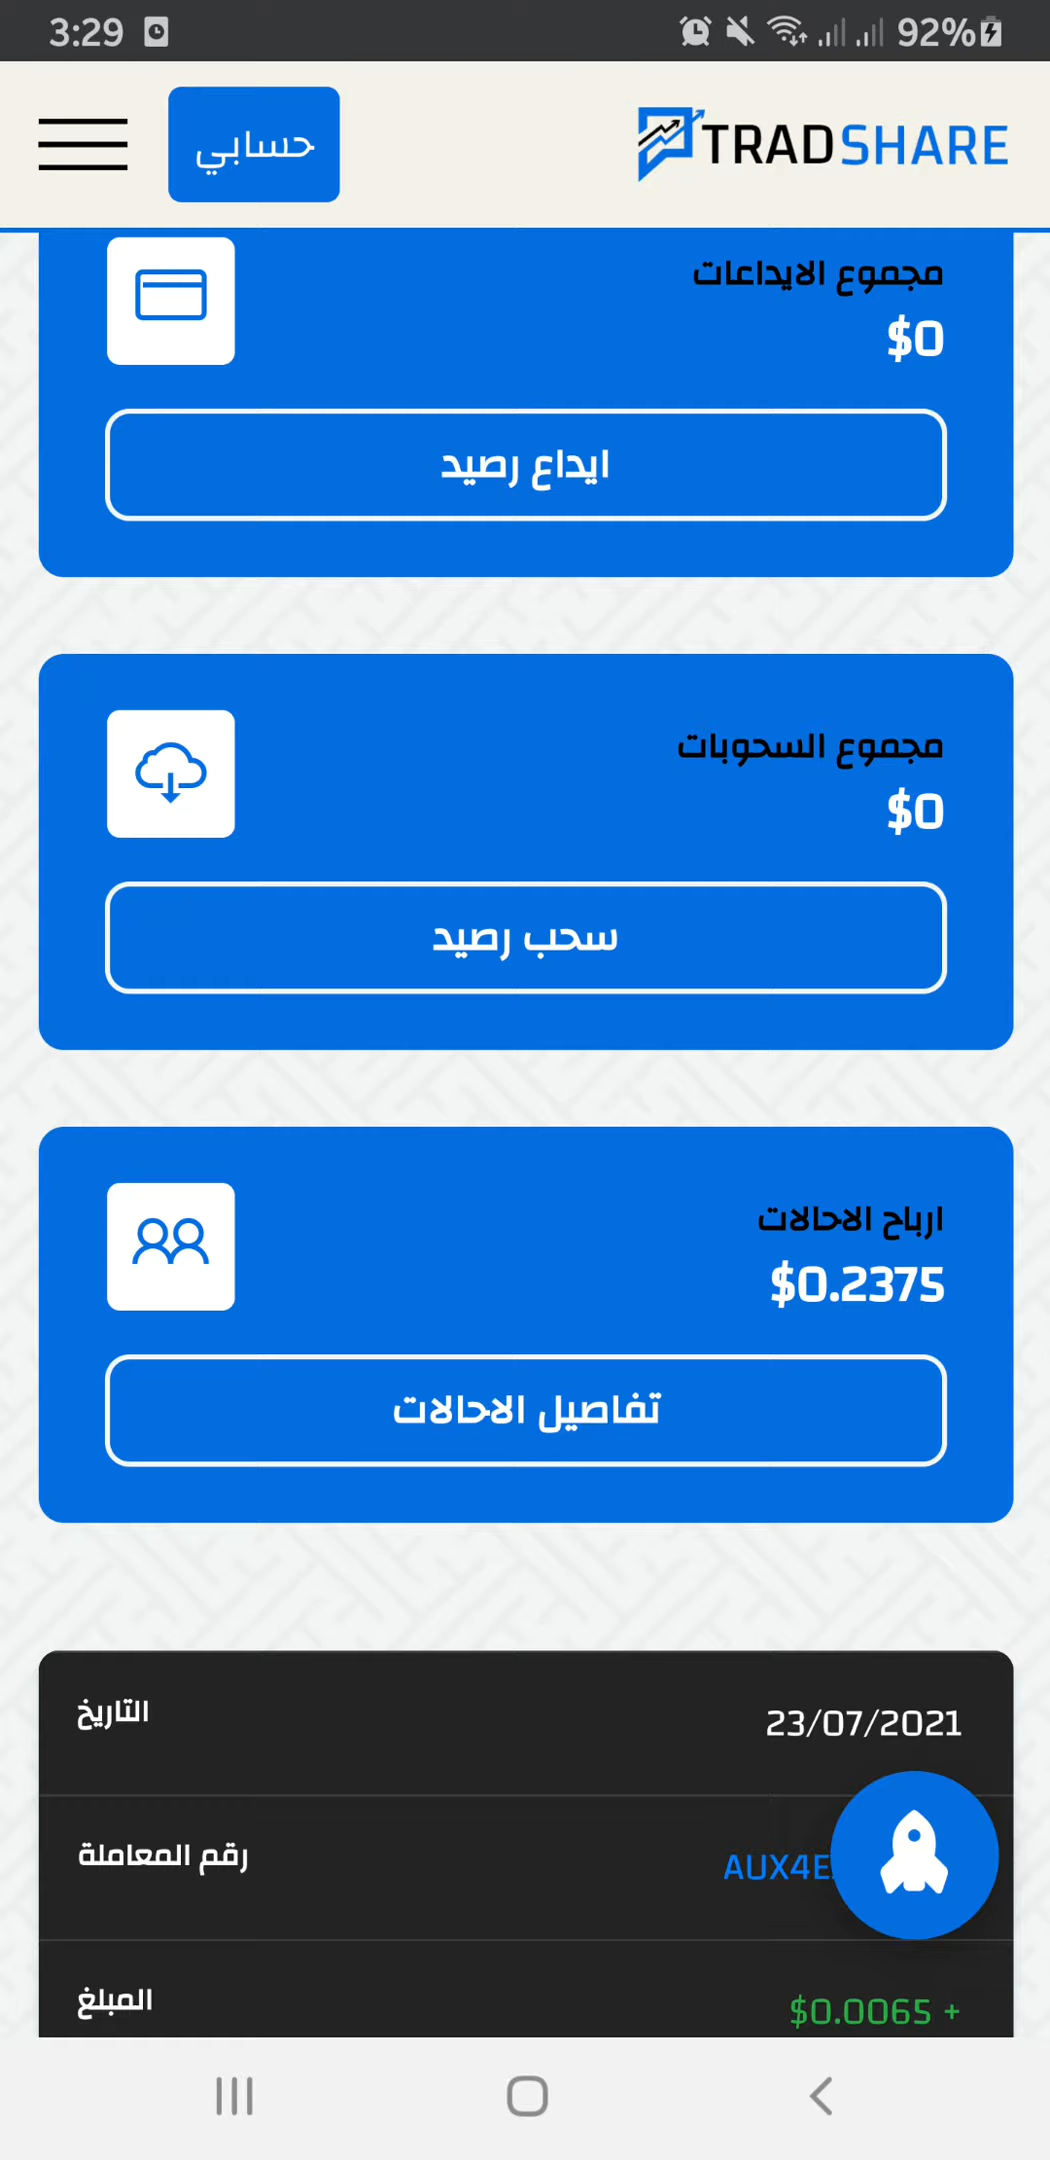 3:29
92%
حسابي
TRADSHARE
مجموع الايداعات
$0
ايداع رصيد
مجموع السحوبات
$0
سحب رصيد
ارباح الاحالات
$0.2375
تفاصيل الاحالات
التاريخ
23/07/2021
رقم المعاملة
AUX4E
المبلغ
$0.0065 +